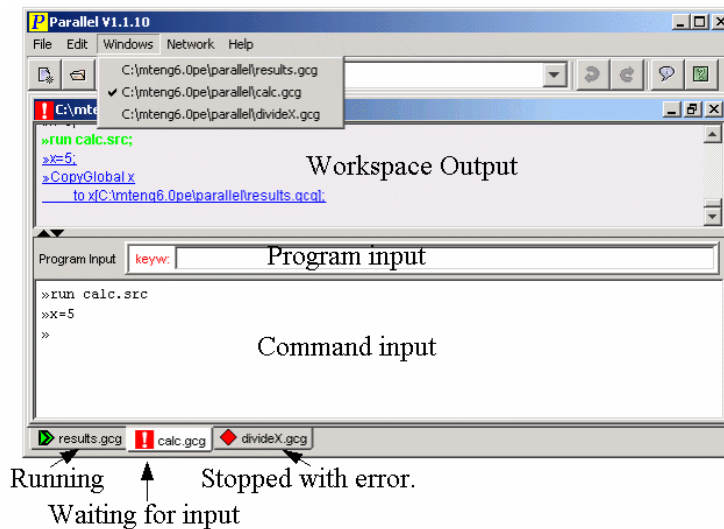 Parallel V1.1.10
File Edit Windows Network Help
C:\mteng6.0pe\parallel\results.gcg
C:\mteng6.0pe\parallel\calc.gcg
C:\mteng6.0pe\parallel\divideX.gcg
C:\mte
»run calc.src;
»x=5;
»CopyGlobal x
to x[C:\mteng6.0pe\parallel\results.gcg];
Workspace Output
Program Input keyw: Program input
»run calc.src
»x=5
»
Command input
results.gcg calc.gcg divideX.gcg
Running Stopped with error.
Waiting for input